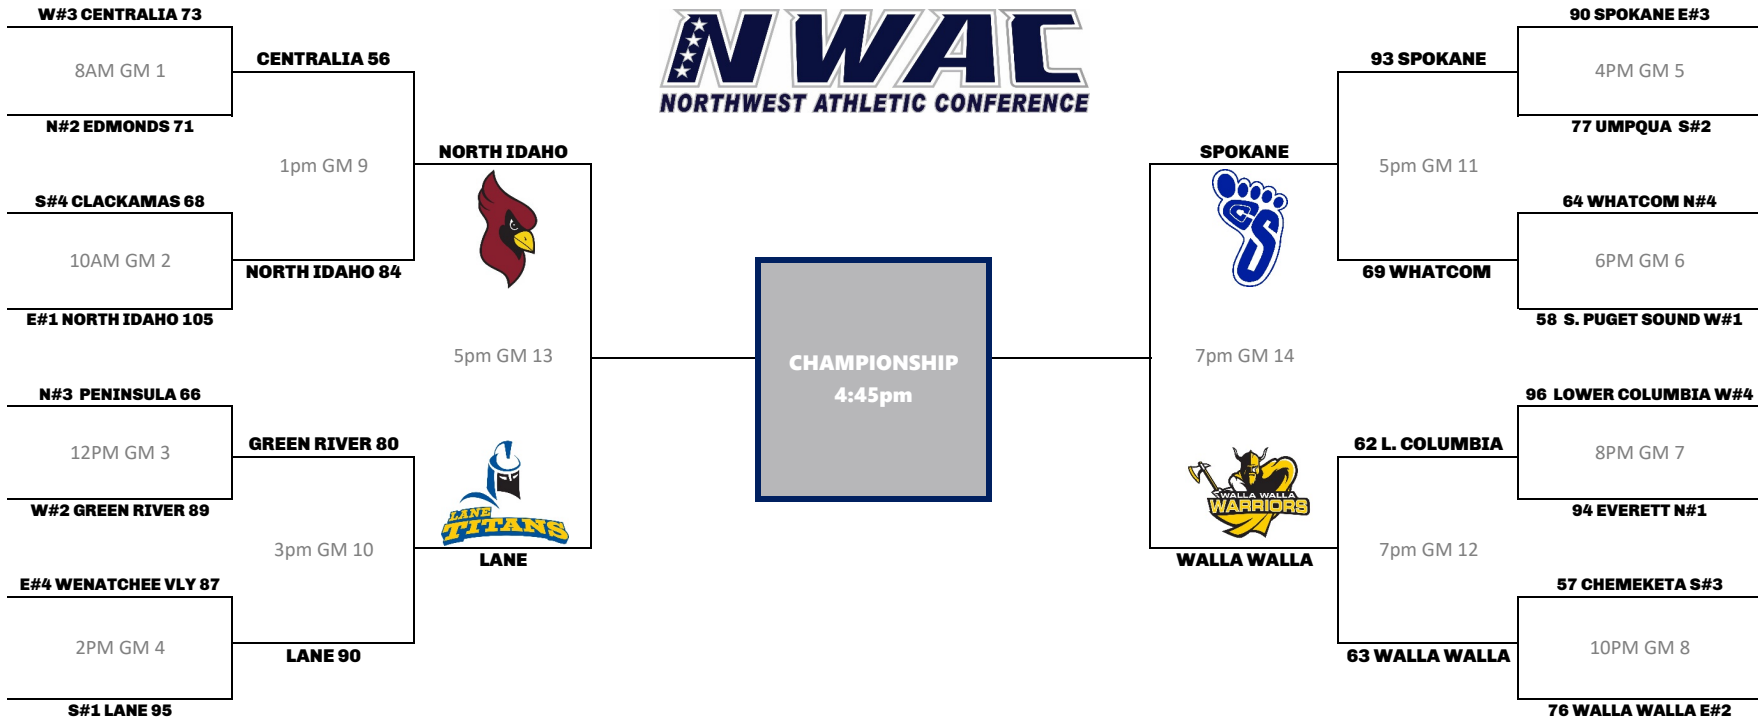 W#3 CENTRALIA 73
8AM GM 1
N#2 EDMONDS 71
CENTRALIA 56
1pm GM 9
S#4 CLACKAMAS 68
10AM GM 2
E#1 NORTH IDAHO 105
NORTH IDAHO 84
NORTH IDAHO
5pm GM 13
N#3 PENINSULA 66
12PM GM 3
W#2 GREEN RIVER 89
GREEN RIVER 80
3pm GM 10
E#4 WENATCHEE VLY 87
2PM GM 4
S#1 LANE 95
LANE 90
LANE
TITANS
LANE
NWAC
NORTHWEST ATHLETIC CONFERENCE
CHAMPIONSHIP
4:45pm
SPOKANE
CS
7pm GM 14
WALLA WALLA
WARRIORS
WALLA WALLA
93 SPOKANE
5pm GM 11
69 WHATCOM
62 L. COLUMBIA
7pm GM 12
63 WALLA WALLA
90 SPOKANE E#3
4PM GM 5
77 UMPQUA S#2
64 WHATCOM N#4
6PM GM 6
58 S. PUGET SOUND W#1
96 LOWER COLUMBIA W#4
8PM GM 7
94 EVERETT N#1
57 CHEMEKETA S#3
10PM GM 8
76 WALLA WALLA E#2